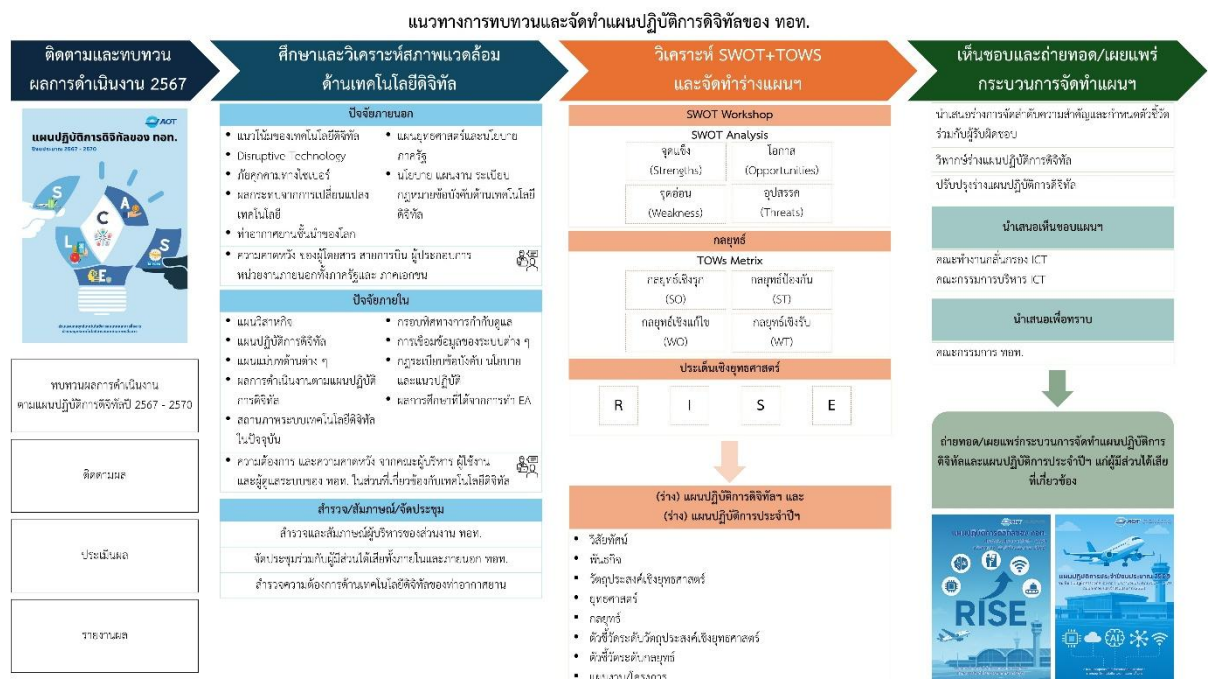 แนวทางการทบทวนและจัดทำแผนปฏิบัติการดิจิทัลของ ทอท.
ติดตามและทบทวน
ผลการดำเนินงาน 2567
AOT
แผนปฏิบัติการดิจิทัลของ ทอท.
ปีงบประมาณ 2567 - 2570
S
C
A
L
S
E
ทบทวนผลการดำเนินงาน
ตามแผนปฏิบัติการดิจิทัลปี 2567 - 2570
ติดตามผล
ประเมินผล
รายงานผล
ศึกษาและวิเคราะห์สภาพแวดล้อม
ด้านเทคโนโลยีดิจิทัล
ปัจจัยภายนอก
• แนวโน้มของเทคโนโลยีดิจิทัล
• Disruptive Technology
• ภัยคุกคามทางไซเบอร์
• ผลกระทบจากการเปลี่ยนแปลง
เทคโนโลยี
• ท่าอากาศยานชั้นนำของโลก
• แผนยุทธศาสตร์และนโยบาย
ภาครัฐ
• นโยบาย แผนงาน ระเบียบ
กฎหมายข้อบังคับด้านเทคโนโลยี
ดิจิทัล
• ความคาดหวัง ของผู้โดยสาร สายการบิน ผู้ประกอบการ
หน่วยงานภายนอกทั้งภาครัฐและ ภาคเอกชน
ปัจจัยภายใน
• แผนวิสาหกิจ
• แผนปฏิบัติการดิจิทัล
• แผนแม่บทด้านต่าง ๆ
• ผลการดำเนินงานตามแผนปฏิบัติ
การดิจิทัล
• สถานภาพระบบเทคโนโลยีดิจิทัล
ในปัจจุบัน
• กรอบทิศทางการกำกับดูแล
• การเชื่อมข้อมูลของระบบต่าง ๆ
• กฎระเบียบข้อบังคับ นโยบาย
และแนวปฏิบัติ
• ผลการศึกษาที่ได้จากการทำ EA
• ความต้องการ และความคาดหวัง จากคณะผู้บริหาร ผู้ใช้งาน
และผู้ดูแลระบบของ ทอท. ในส่วนที่เกี่ยวข้องกับเทคโนโลยีดิจิทัล
สำรวจ/สัมภาษณ์/จัดประชุม
สำรวจและสัมภาษณ์ผู้บริหารของส่วนงาน ทอท.
จัดประชุมร่วมกับผู้มีส่วนได้เสียทั้งภายในและภายนอก ทอท.
สำรวจความต้องการด้านเทคโนโลยีดิจิทัลของท่าอากาศยาน
วิเคราะห์ SWOT+TOWS
และจัดทำร่างแผนฯ
SWOT Workshop
SWOT Analysis
จุดแข็ง
(Strengths)
โอกาส
(Opportunities)
จุดอ่อน
(Weakness)
อุปสรรค
(Threats)
กลยุทธ์
TOWs Metrix
กลยุทธ์เชิงรุก
(SO)
กลยุทธ์ป้องกัน
(ST)
กลยุทธ์เชิงแก้ไข
(WO)
กลยุทธ์เชิงรับ
(WT)
ประเด็นเชิงยุทธศาสตร์
R I S E
(ร่าง) แผนปฏิบัติการดิจิทัลฯ และ
(ร่าง) แผนปฏิบัติการประจำปีฯ
▪ วิสัยทัศน์
▪ พันธกิจ
▪ วัตถุประสงค์เชิงยุทธศาสตร์
▪ ยุทธศาสตร์
▪ กลยุทธ์
▪ ตัวชี้วัดระดับวัตถุประสงค์เชิงยุทธศาสตร์
▪ ตัวชี้วัดระดับกลยุทธ์
▪ แผนงาน/โครงการ
เห็นชอบและถ่ายทอด/เผยแพร่
กระบวนการจัดทำแผนฯ
นำเสนอร่างการจัดลำดับความสำคัญและกำหนดตัวชี้วัด
ร่วมกับผู้รับผิดชอบ
วิพากษ์ร่างแผนปฏิบัติการดิจิทัล
ปรับปรุงร่างแผนปฏิบัติการดิจิทัล
นำเสนอเห็นชอบแผนฯ
คณะทำงานกลั่นกรอง ICT
คณะกรรมการบริหาร ICT
นำเสนอเพื่อทราบ
คณะกรรมการ ทอท.
ถ่ายทอด/เผยแพร่กระบวนการจัดทำแผนปฏิบัติการ
ดิจิทัลและแผนปฏิบัติการประจำปีฯ แก่ผู้มีส่วนได้เสีย
ที่เกี่ยวข้อง
AOT
แผนปฏิบัติการดิจิทัลของ ทอท.
RISE
AOT
AI